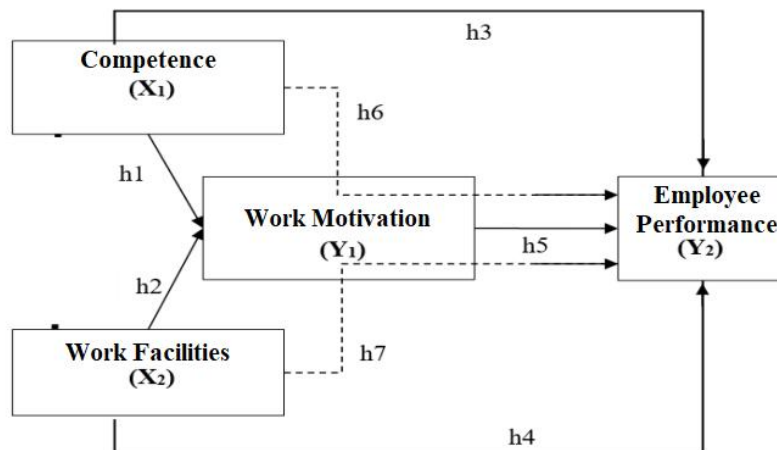 h3
Competence
(X₁)
h6
h1
Work Motivation
(Y₁)
Employee
Performance
(Y₂)
h5
h2
Work Facilities
(X₂)
h7
h4